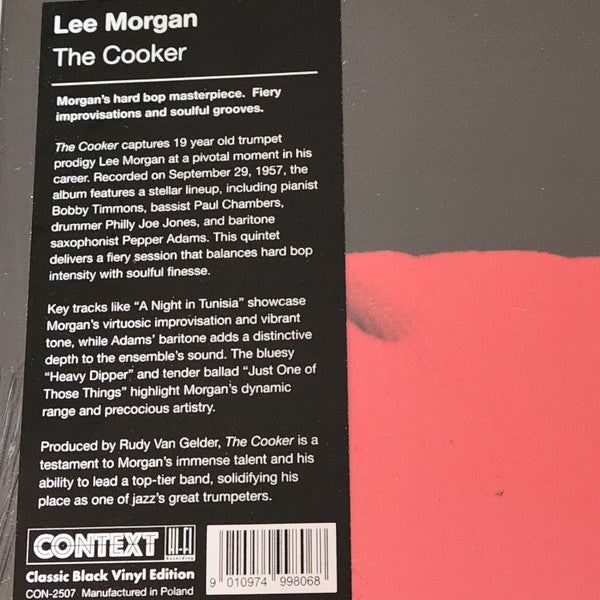 Lee Morgan
The Cooker
Morgan's hard bop masterpiece. Fiery
improvisations and soulful grooves.
The Cooker captures 19 year old trumpet
prodigy Lee Morgan at a pivotal moment in his
career. Recorded on September 29, 1957, the
album features a stellar lineup, including pianist
Bobby Timmons, bassist Paul Chambers,
drummer Philly Joe Jones, and baritone
saxophonist Pepper Adams. This quintet
delivers a fiery session that balances hard bop
intensity with soulful finesse.
Key tracks like "A Night in Tunisia" showcase
Morgan's virtuosic improvisation and vibrant
tone, while Adams' baritone adds a distinctive
depth to the ensemble's sound. The bluesy
"Heavy Dipper" and tender ballad "Just One of
Those Things" highlight Morgan's dynamic
range and precocious artistry.
Produced by Rudy Van Gelder, The Cooker is a
testament to Morgan's immense talent and his
ability to lead a top-tier band, solidifying his
place as one of jazz's great trumpeters.
CONTEXT HI-FI
Recording
Classic Black Vinyl Edition
CON-2507 Manufactured in Poland
9 010974 998068